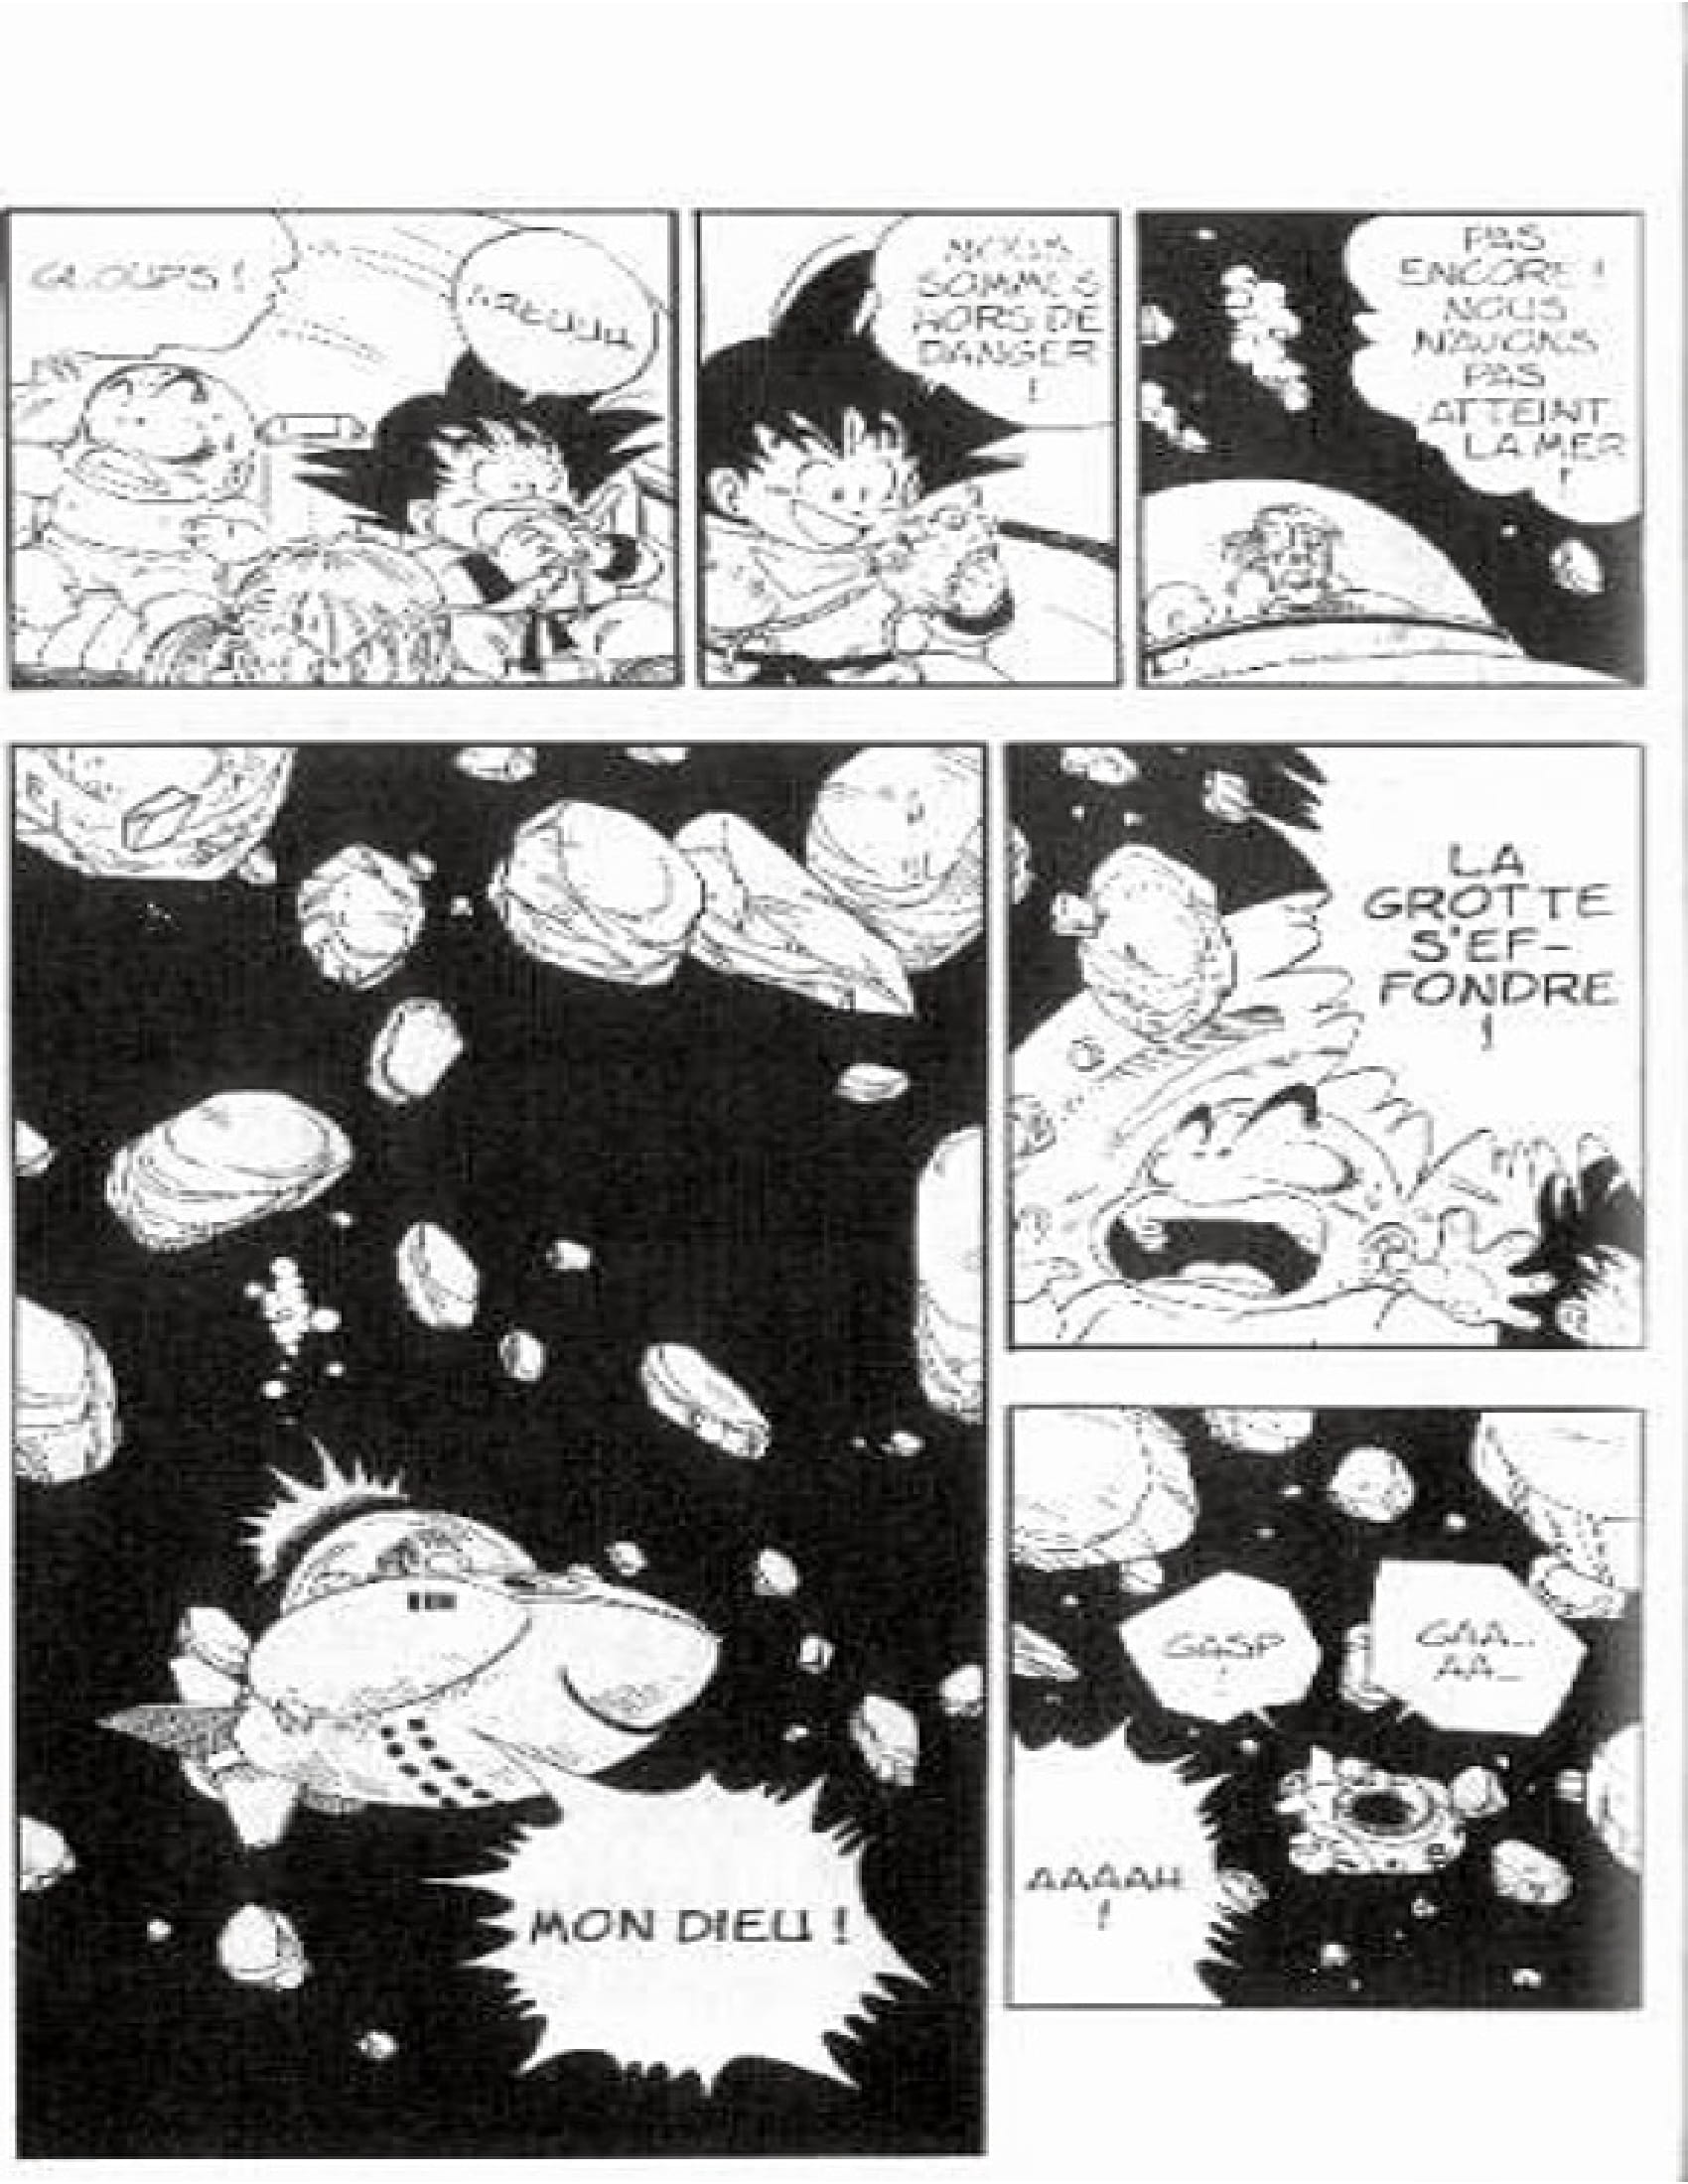 GLOUPS !
AREUUU
NOUS
SOMMES
HORS DE
DANGER
!
PAS
ENCORE !
NOUS
N'AVONS
PAS
ATTEINT
LA MER
!
MON DIEU !
LA
GROTTE
S'EF-
FONDRE
!
GASP
!
GAA...
AA...
AAAAH
!